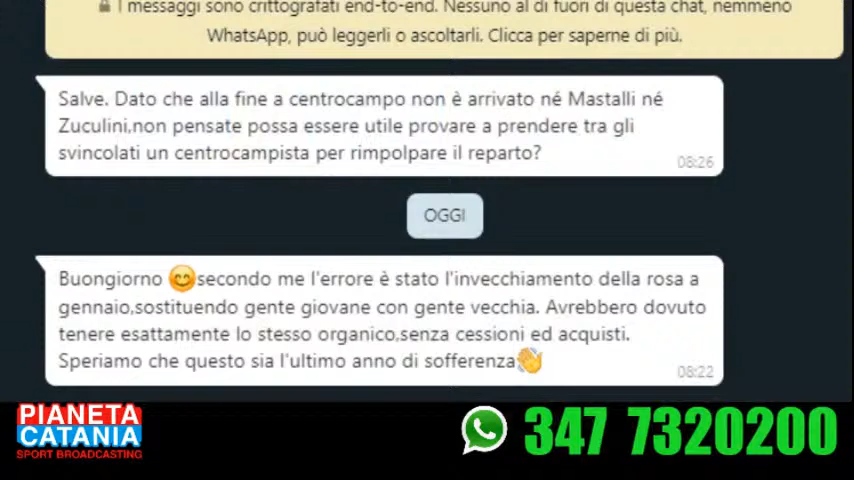 I messaggi sono crittografati end-to-end. Nessuno al di fuori di questa chat, nemmeno
WhatsApp, può leggerli o ascoltarli. Clicca per saperne di più.
Salve. Dato che alla fine a centrocampo non è arrivato né Mastalli né
Zuculini,non pensate possa essere utile provare a prendere tra gli
svincolati un centrocampista per rimpolpare il reparto?
08:26
OGGI
Buongiorno 😊secondo me l'errore è stato l'invecchiamento della rosa a
gennaio,sostituendo gente giovane con gente vecchia. Avrebbero dovuto
tenere esattamente lo stesso organico,senza cessioni ed acquisti.
Speriamo che questo sia l'ultimo anno di sofferenza👋
08:22
PIANETA
CATANIA
SPORT BROADCASTING
347 7320200